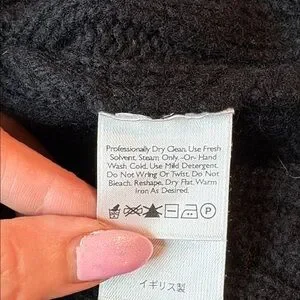 Professionally Dry Clean. Use Fresh
Solvent, Steam Only. -Or- Hand
Wash Cold. Use Mild Detergent.
Do Not Wring Or Twist. Do Not
Bleach. Reshape. Dry Flat. Warm
Iron As Desired.
P
イギリス製